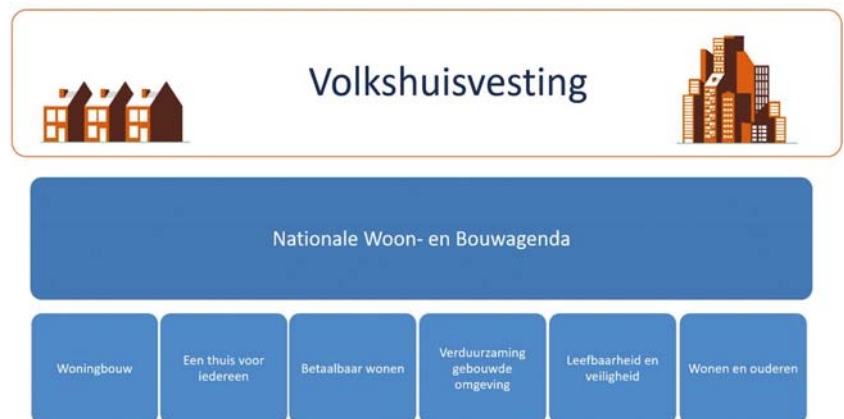 Volkshuisvesting
Nationale Woon- en Bouwagenda
Woningbouw
Een thuis voor
iedereen
Betaalbaar wonen
Verduurzaming
gebouwde
omgeving
Leefbaarheid en
veiligheid
Wonen en ouderen